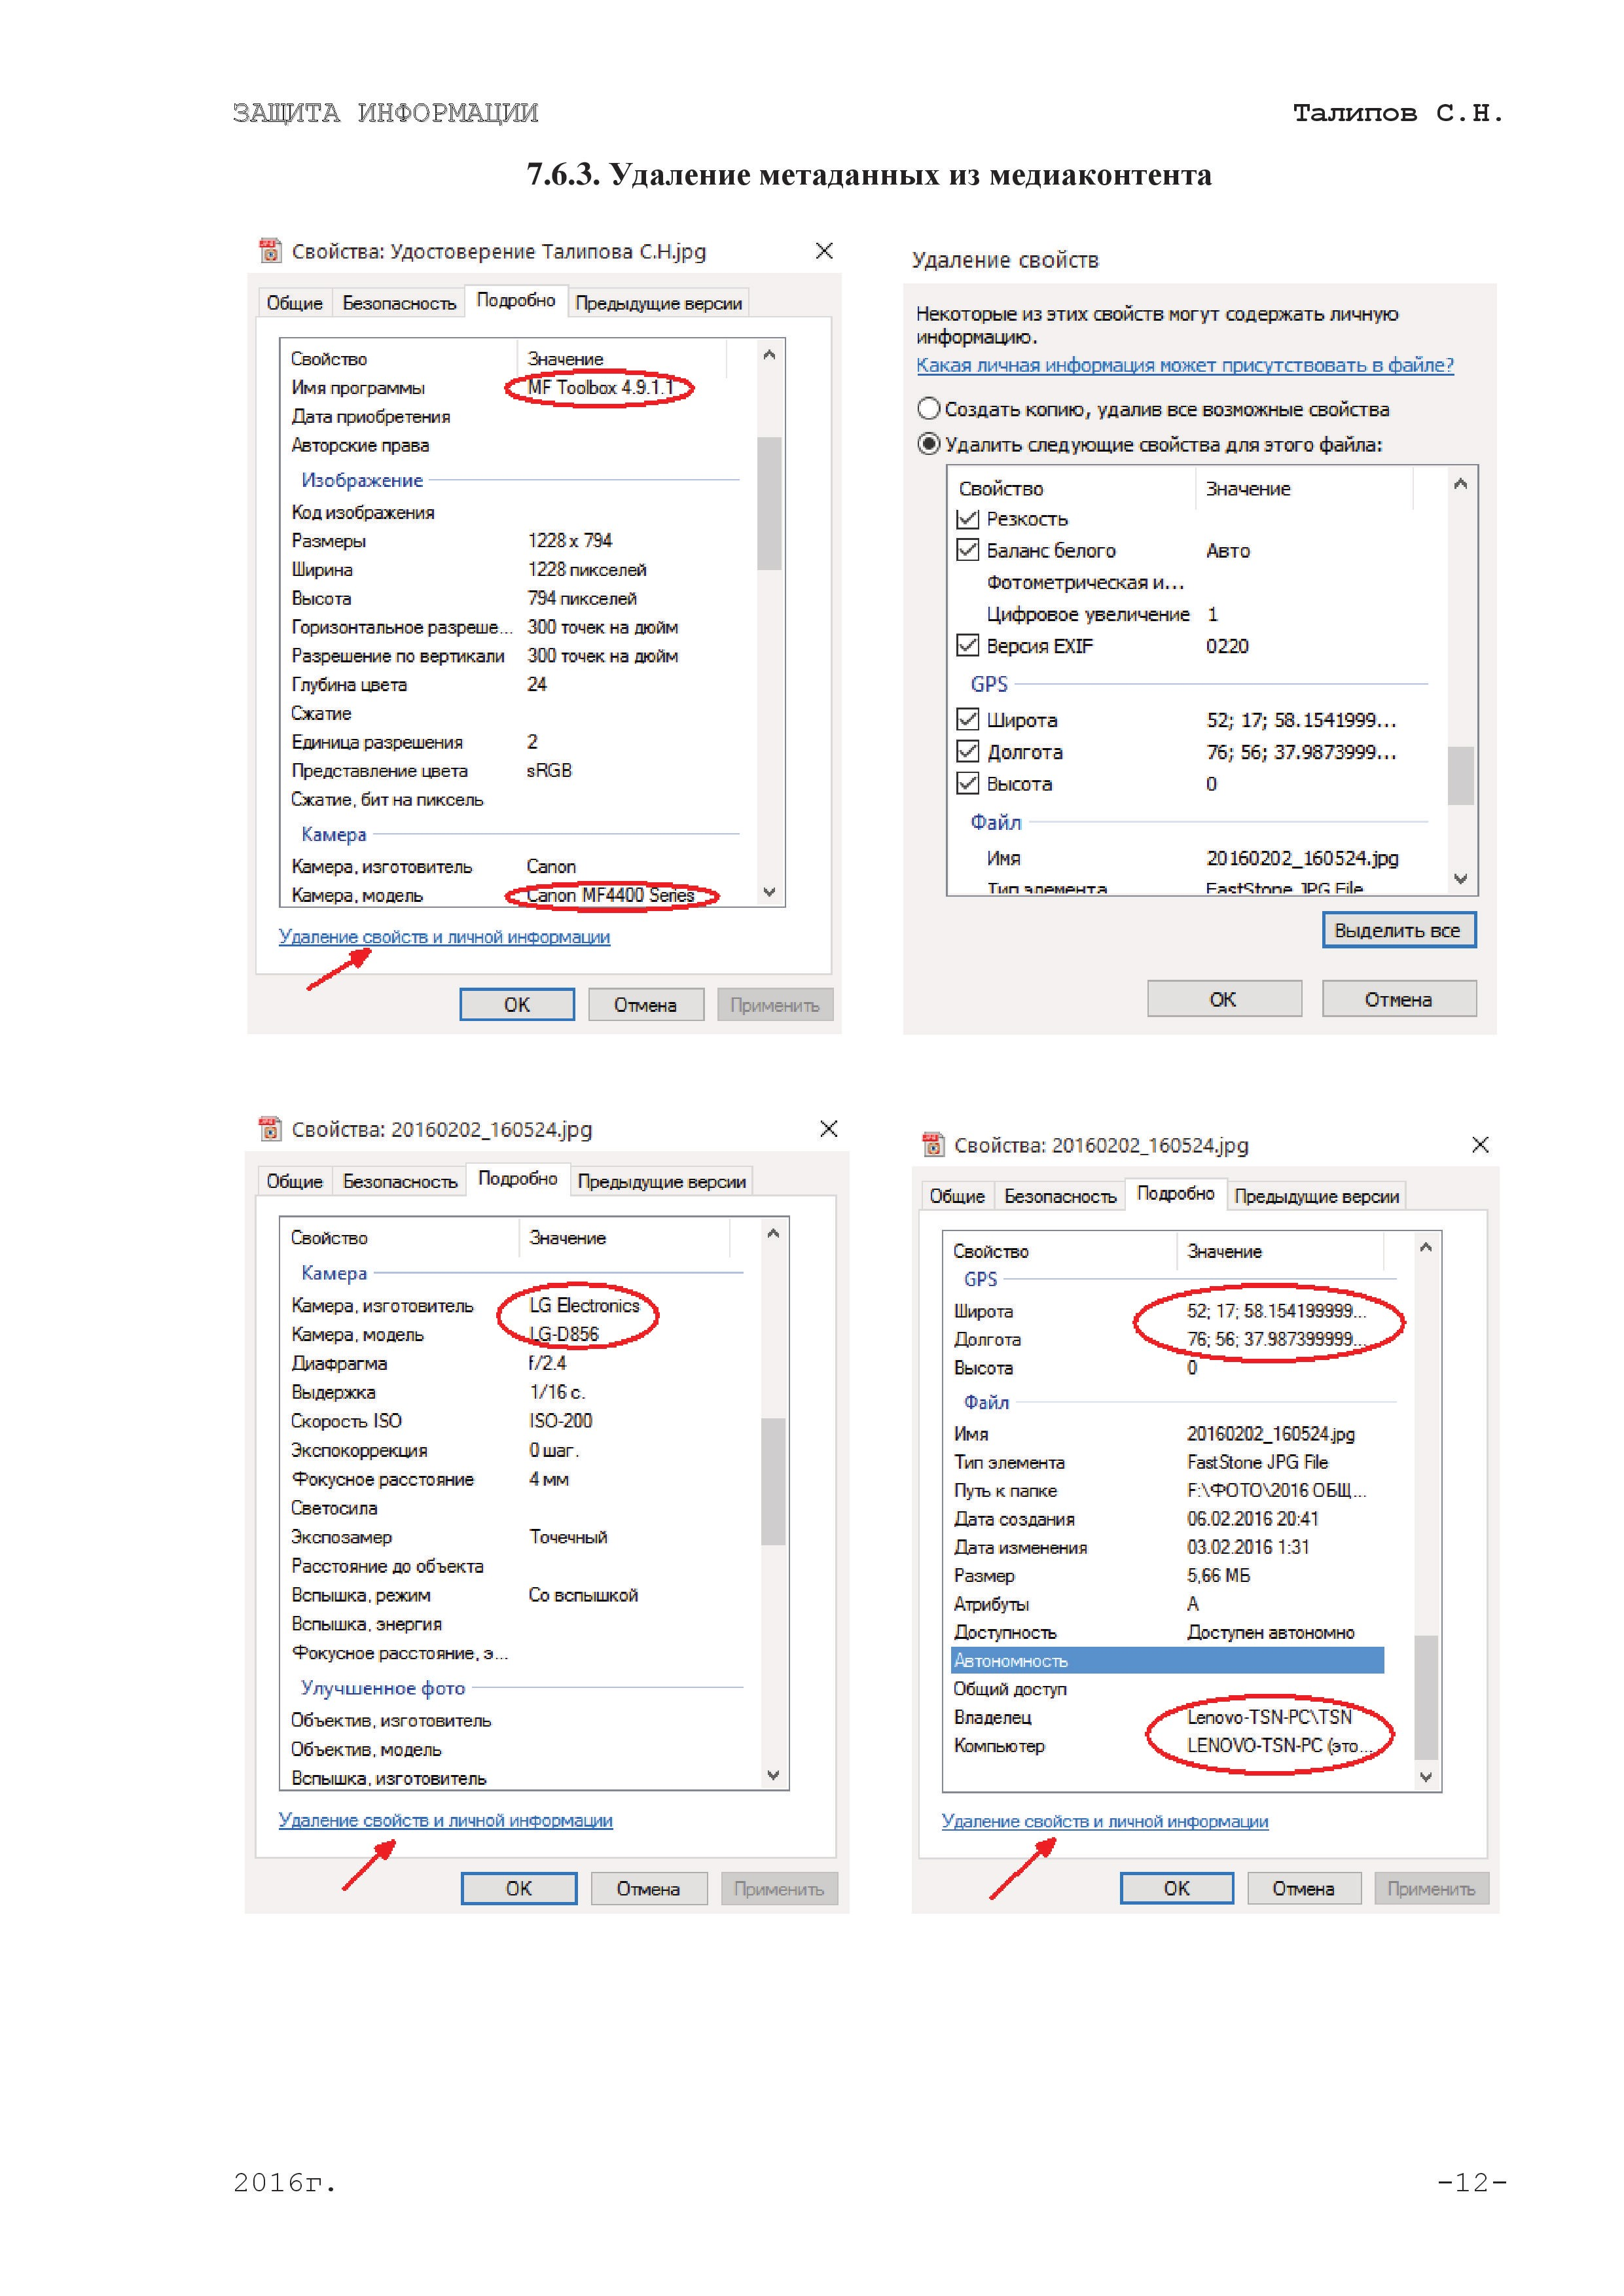 ЗАЩИТА ИНФОРМАЦИИ Талипов С.Н.
7.6.3. Удаление метаданных из медиаконтента
Свойства: Удостоверение Талипова С.Н.jpg
Общие Безопасность Подробно Предыдущие версии
Свойство Значение
Имя программы MF Toolbox 4.9.1.1
Дата приобретения
Авторские права
Изображение
Код изображения
Размеры 1228 x 794
Ширина 1228 пикселей
Высота 794 пикселей
Горизонтальное разреше... 300 точек на дюйм
Разрешение по вертикали 300 точек на дюйм
Глубина цвета 24
Сжатие
Единица разрешения 2
Представление цвета sRGB
Сжатие, бит на пиксель
Камера
Камера, изготовитель Canon
Камера, модель Canon MF4400 Series
Удаление свойств и личной информации
OK Отмена Применить
Удаление свойств
Некоторые из этих свойств могут содержать личную
информацию.
Какая личная информация может присутствовать в файле?
Создать копию, удалив все возможные свойства
Удалить следующие свойства для этого файла:
Свойство Значение
Резкость
Баланс белого Авто
Фотометрическая и...
Цифровое увеличение 1
Версия EXIF 0220
GPS
Широта 52; 17; 58.1541999...
Долгота 76; 56; 37.9873999...
Высота 0
Файл
Имя 20160202_160524.jpg
Тип элемента FastStone JPG File
Выделить все
OK Отмена
Свойства: 20160202_160524.jpg
Общие Безопасность Подробно Предыдущие версии
Свойство Значение
Камера
Камера, изготовитель LG Electronics
Камера, модель LG-D856
Диафрагма f/2.4
Выдержка 1/16 с.
Скорость ISO ISO-200
Экспокоррекция 0 шаг.
Фокусное расстояние 4 мм
Светосила
Экспозамер Точечный
Расстояние до объекта
Вспышка, режим Со вспышкой
Вспышка, энергия
Фокусное расстояние, э...
Улучшенное фото
Объектив, изготовитель
Объектив, модель
Вспышка, изготовитель
Удаление свойств и личной информации
OK Отмена Применить
Свойства: 20160202_160524.jpg
Общие Безопасность Подробно Предыдущие версии
Свойство Значение
GPS
Широта 52; 17; 58.154199999...
Долгота 76; 56; 37.987399999...
Высота 0
Файл
Имя 20160202_160524.jpg
Тип элемента FastStone JPG File
Путь к папке F:\ФОТО\2016 ОБЩ...
Дата создания 06.02.2016 20:41
Дата изменения 03.02.2016 1:31
Размер 5,66 МБ
Атрибуты A
Доступность Доступен автономно
Автономность
Общий доступ
Владелец Lenovo-TSN-PC\TSN
Компьютер LENOVO-TSN-PC (это...
Удаление свойств и личной информации
OK Отмена Применить
2016г. -12-